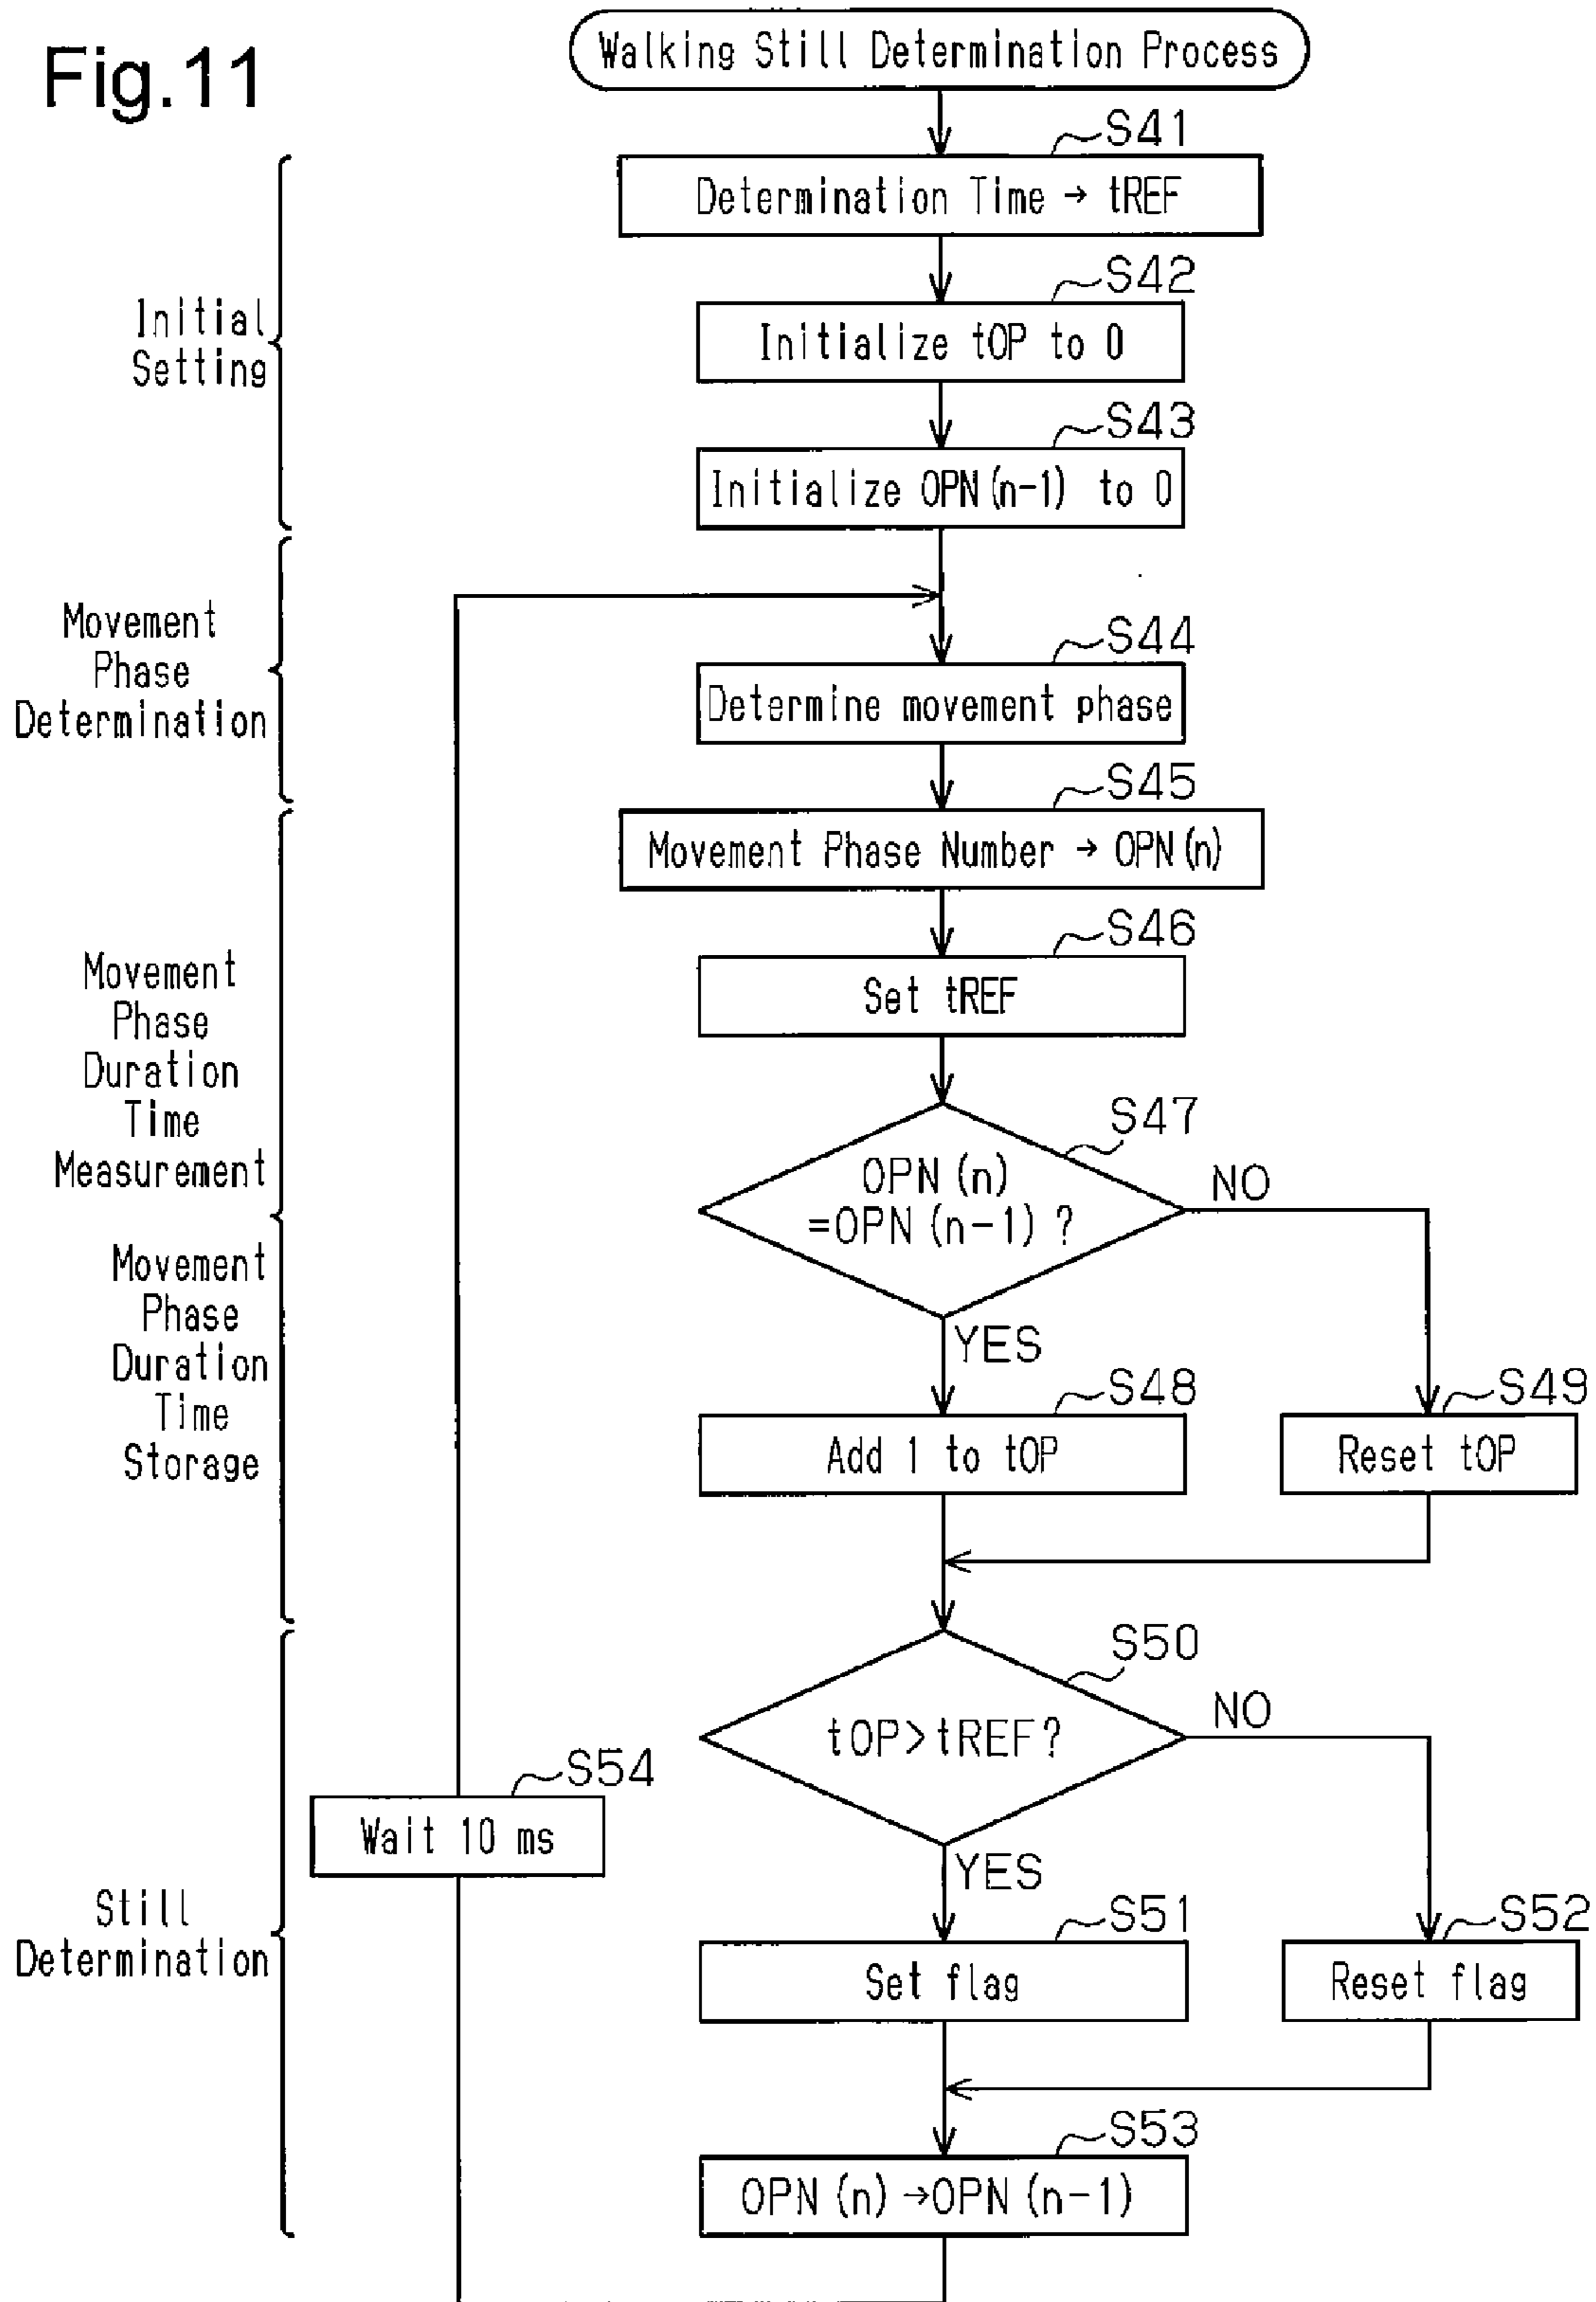 Fig.11
Walking Still Determination Process
S41
Determination Time → tREF
S42
Initial
Setting
Initialize tOP to 0
S43
Initialize OPN(n-1) to 0
Movement
Phase
Determination
S44
Determine movement phase
S45
Movement Phase Number → OPN(n)
S46
Set tREF
Movement
Phase
Duration
Time
Measurement
S47
OPN(n)
=OPN(n-1)?
NO
YES
Movement
Phase
Duration
Time
Storage
S48
Add 1 to tOP
S49
Reset tOP
S50
tOP>tREF?
NO
YES
S54
Wait 10 ms
Still
Determination
S51
Set flag
S52
Reset flag
S53
OPN(n)→OPN(n-1)